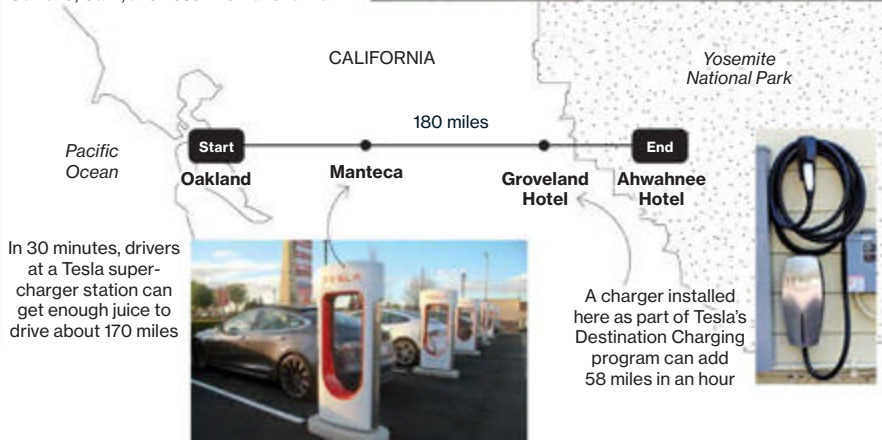 CALIFORNIA
Yosemite
National Park
180 miles
Pacific
Ocean
Start
End
Oakland
Manteca
Groveland
Hotel
Ahwahnee
Hotel
In 30 minutes, drivers
at a Tesla super-
charger station can
get enough juice to
drive about 170 miles
A charger installed
here as part of Tesla's
Destination Charging
program can add
58 miles in an hour
TESLA